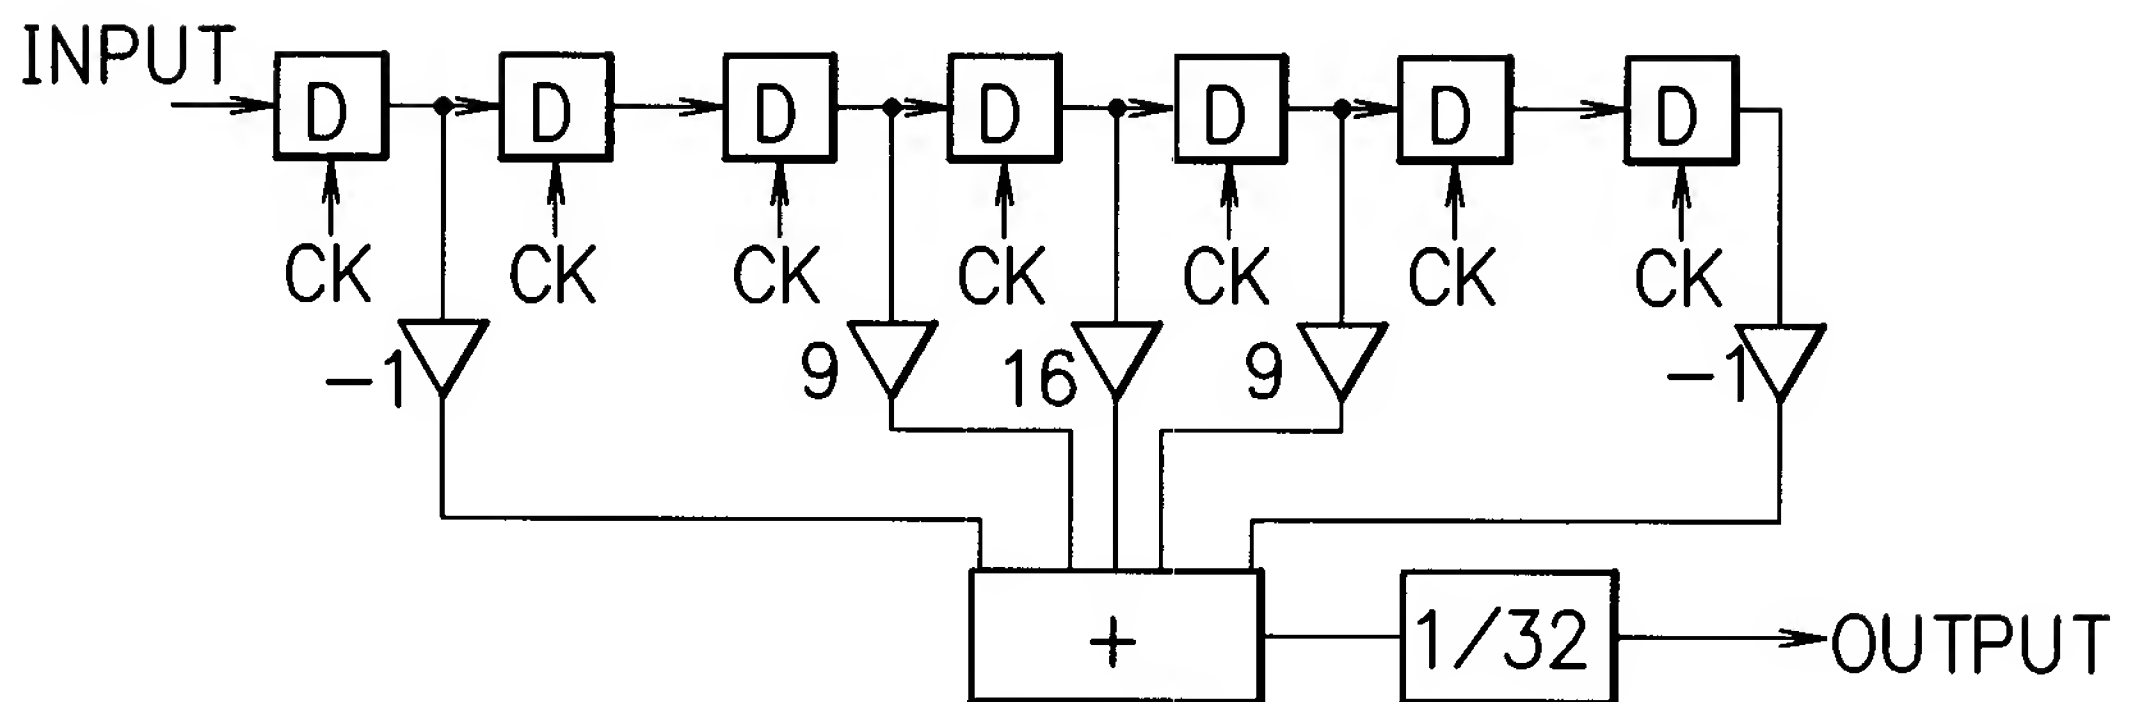 INPUT
D D D D D D D
CK CK CK CK CK CK CK
-1 9 16 9 -1
+ 1/32 OUTPUT